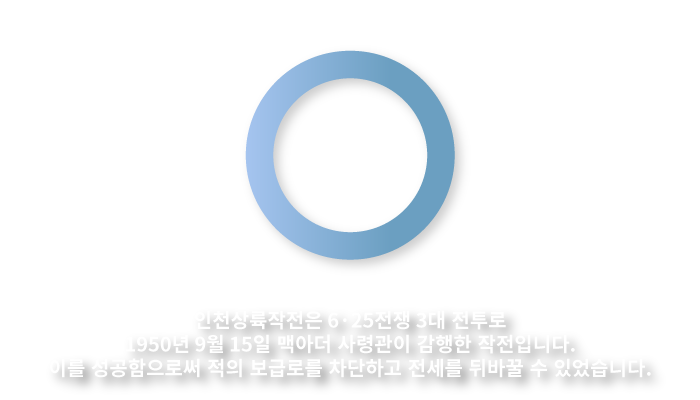 인천상륙작전은 6·25전쟁 3대 전투로
1950년 9월 15일 맥아더 사령관이 감행한 작전입니다.
이를 성공함으로써 적의 보급로를 차단하고 전세를 뒤바꿀 수 있었습니다.